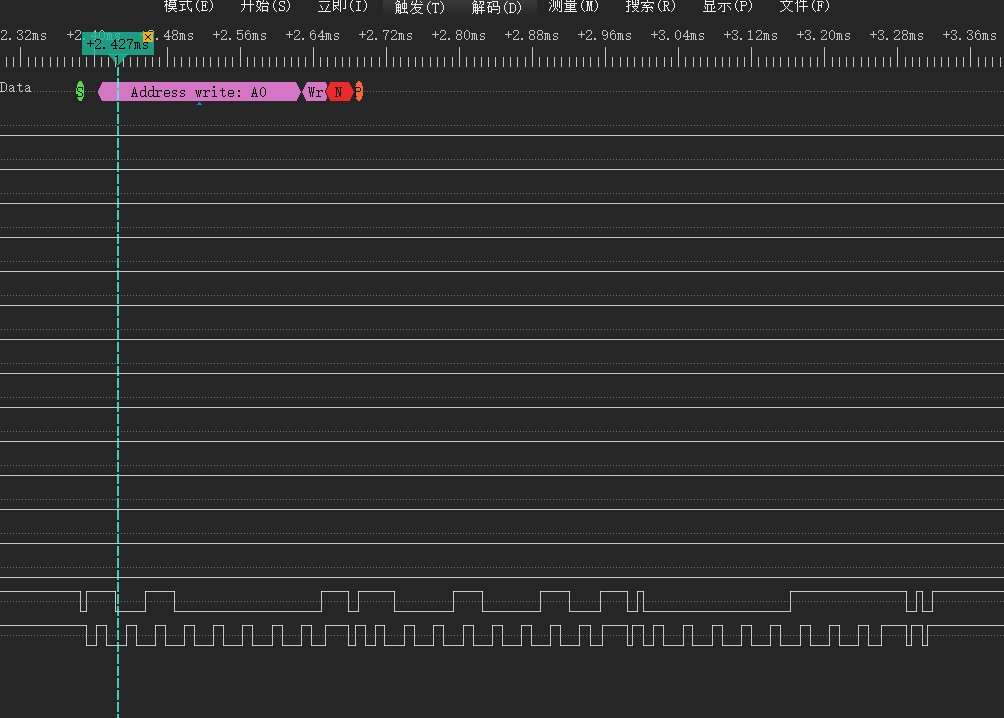 模式(E) 开始(S) 立即(I) 触发(T) 解码(D) 测量(M) 搜索(R) 显示(P) 文件(F)
2.32ms +2.40ms +2.48ms +2.56ms +2.64ms +2.72ms +2.80ms +2.88ms +2.96ms +3.04ms +3.12ms +3.20ms +3.28ms +3.36ms
+2.427ms
Data S Address write: A0 Wr N P